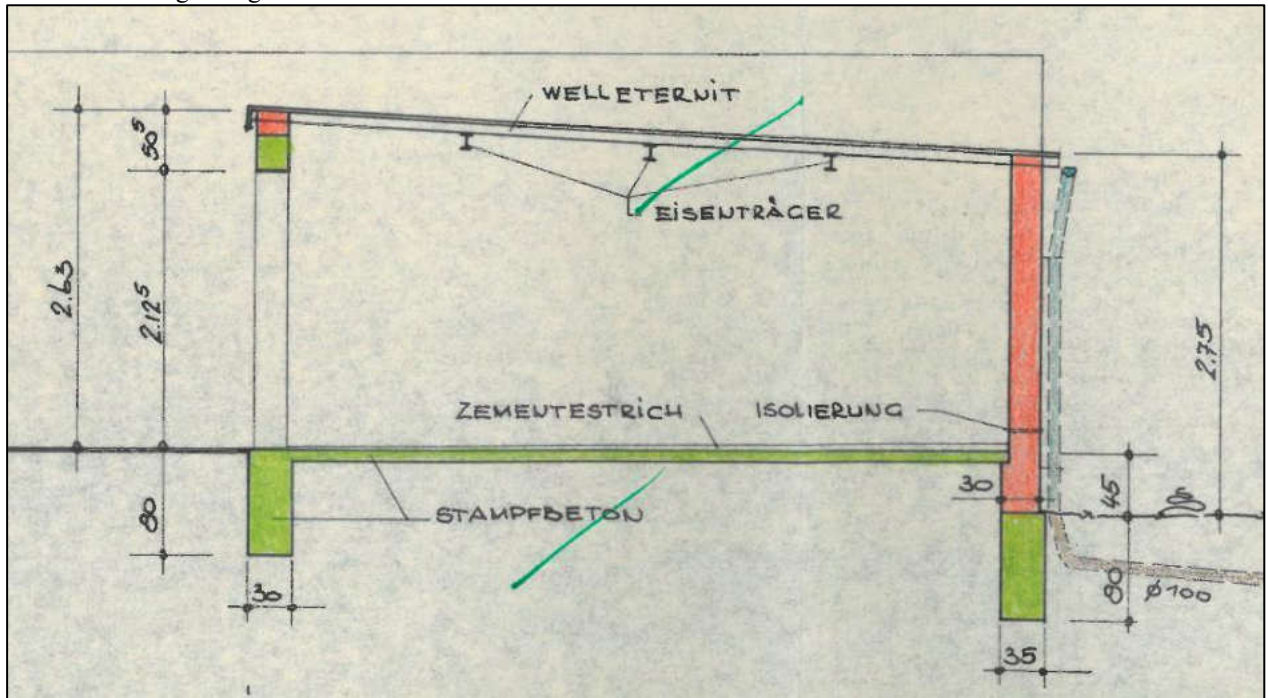 WELLETERNIT
EISENTRÄGER
50⁵
2.63
2.12⁵
2.75
ZEMENTESTRICH
ISOLIERUNG
30
45
STAMPFBETON
80
80
Ø100
30
35